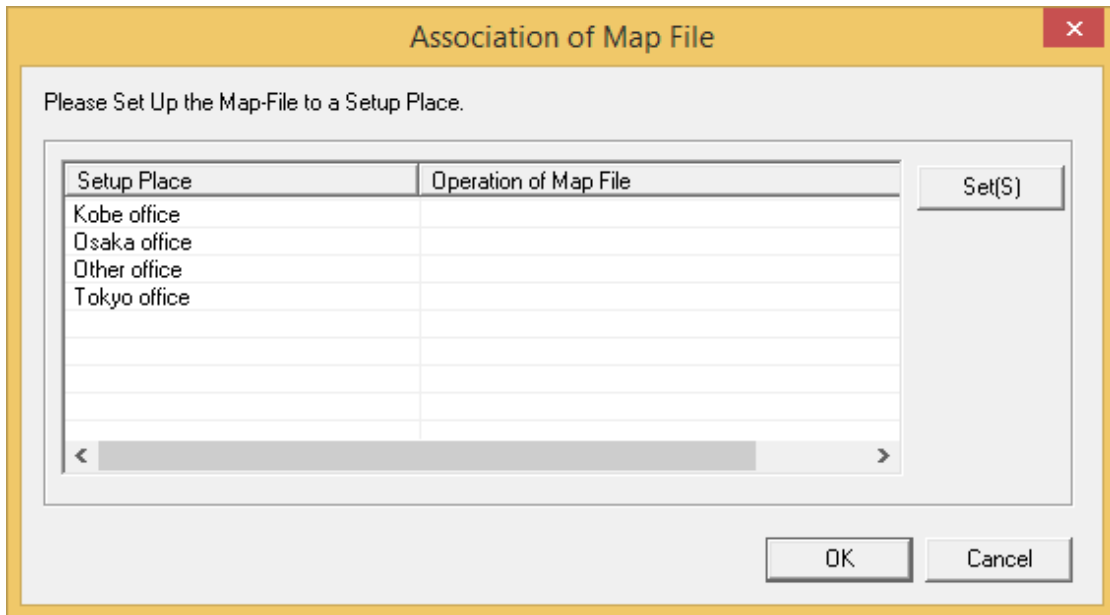 Association of Map File
Please Set Up the Map-File to a Setup Place.
Setup Place Operation of Map File Set(S)
Kobe office
Osaka office
Other office
Tokyo office
OK Cancel